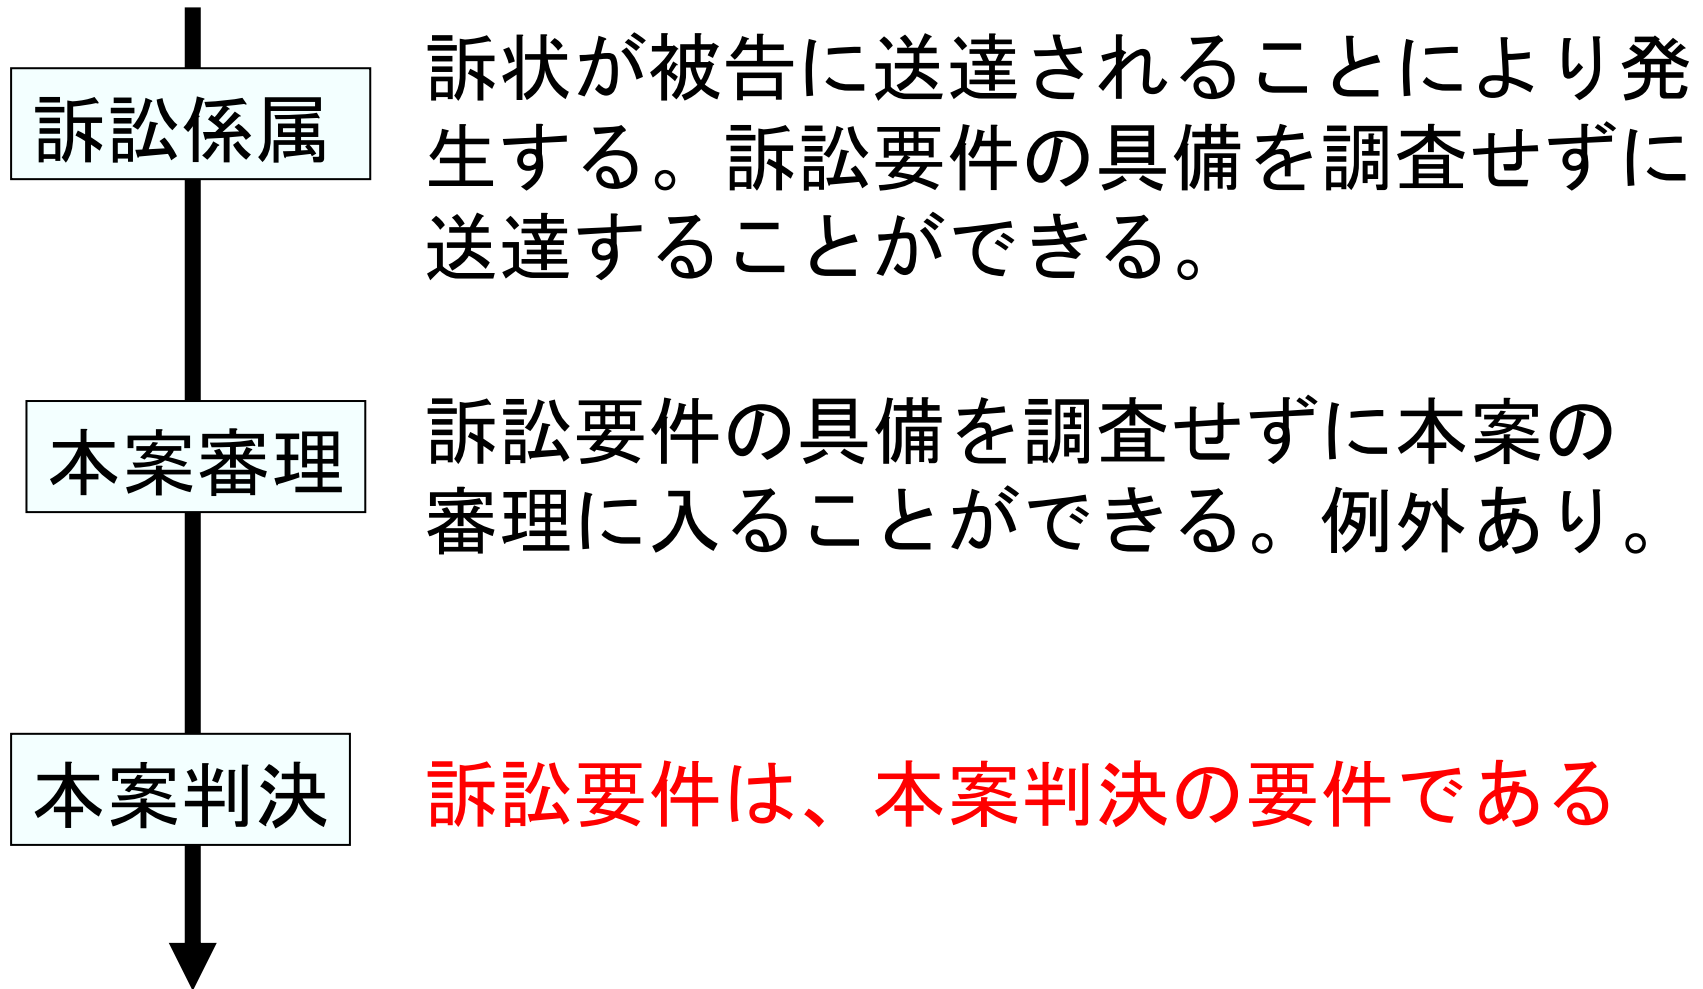 訴訟係属
訴状が被告に送達されることにより発
生する。訴訟要件の具備を調査せずに
送達することができる。
本案審理
訴訟要件の具備を調査せずに本案の
審理に入ることができる。例外あり。
本案判決
訴訟要件は、本案判決の要件である